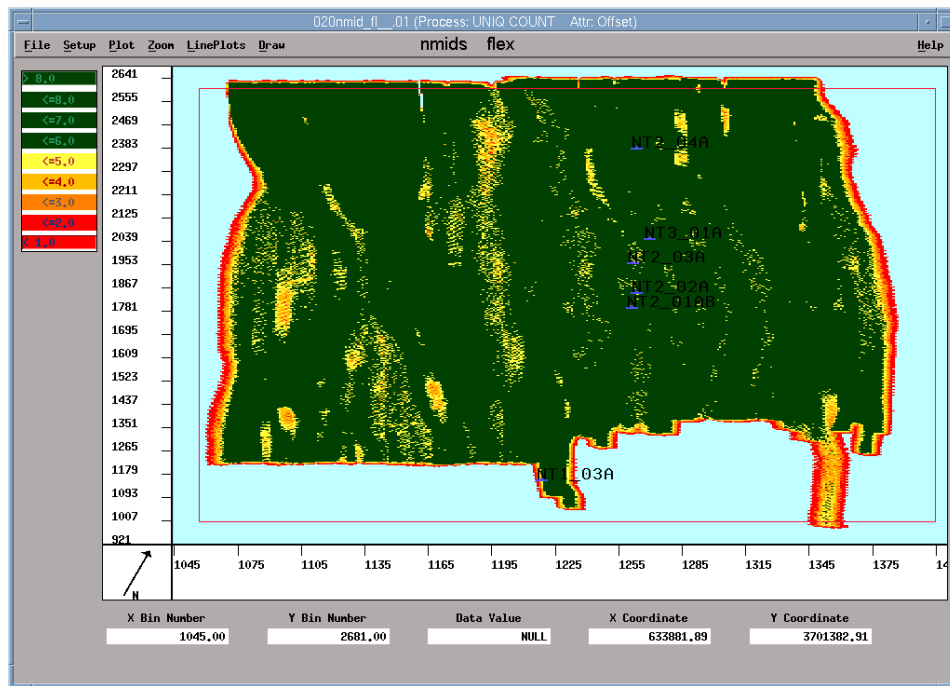 020nmid_fl__.01 (Process: UNIQ COUNT Attr: Offset)
File Setup Plot Zoom LinePlots Draw nmids flex Help
> 8.0
<=8.0
<=7.0
<=6.0
<=5.0
<=4.0
<=3.0
<=2.0
< 1.0
2641
2555
2469
2383
2297
2211
2125
2039
1953
1867
1781
1695
1609
1523
1437
1351
1265
1179
1093
1007
921
NT3_01A
NT2_03A
NT2_02A
NT2_01AB
NT1_03A
1045 1075 1105 1135 1165 1195 1225 1255 1285 1315 1345 1375 14
N
X Bin Number Y Bin Number Data Value X Coordinate Y Coordinate
1045.00 2681.00 NULL 633881.89 3701382.91